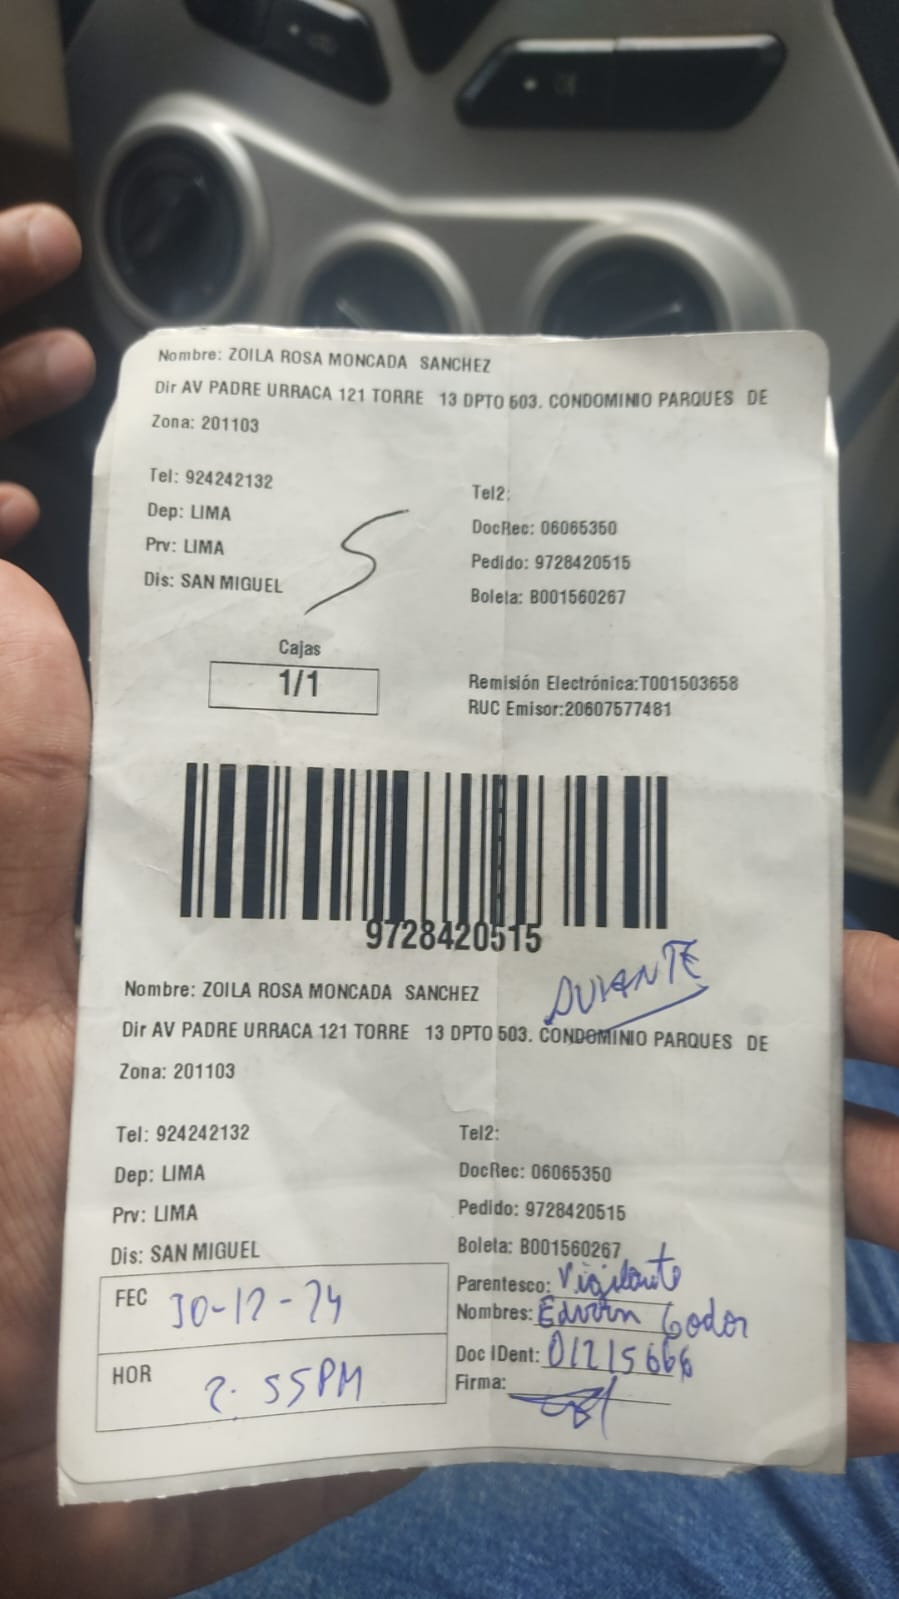 Nombre: ZOILA ROSA MONCADA SANCHEZ
Dir AV PADRE URRACA 121 TORRE 13 DPTO 503. CONDOMINIO PARQUES DE
Zona: 201103
Tel: 924242132
Tel2:
Dep: LIMA
DocRec: 06065350
Prv: LIMA
Pedido: 9728420515
Dis: SAN MIGUEL
Boleta: B001560267
S
Cajas
1/1
Remisión Electrónica:T001503658
RUC Emisor:20607577481
9728420515
Nombre: ZOILA ROSA MONCADA SANCHEZ
Dir AV PADRE URRACA 121 TORRE 13 DPTO 503. CONDOMINIO PARQUES DE
Zona: 201103
Tel: 924242132
Tel2:
Dep: LIMA
DocRec: 06065350
Prv: LIMA
Pedido: 9728420515
Dis: SAN MIGUEL
Boleta: B001560267
FEC 30-12-24
HOR 2:55PM
Parentesco: Vigilante
Nombres: Edwin
Doc IDent: 01215666
Firma: